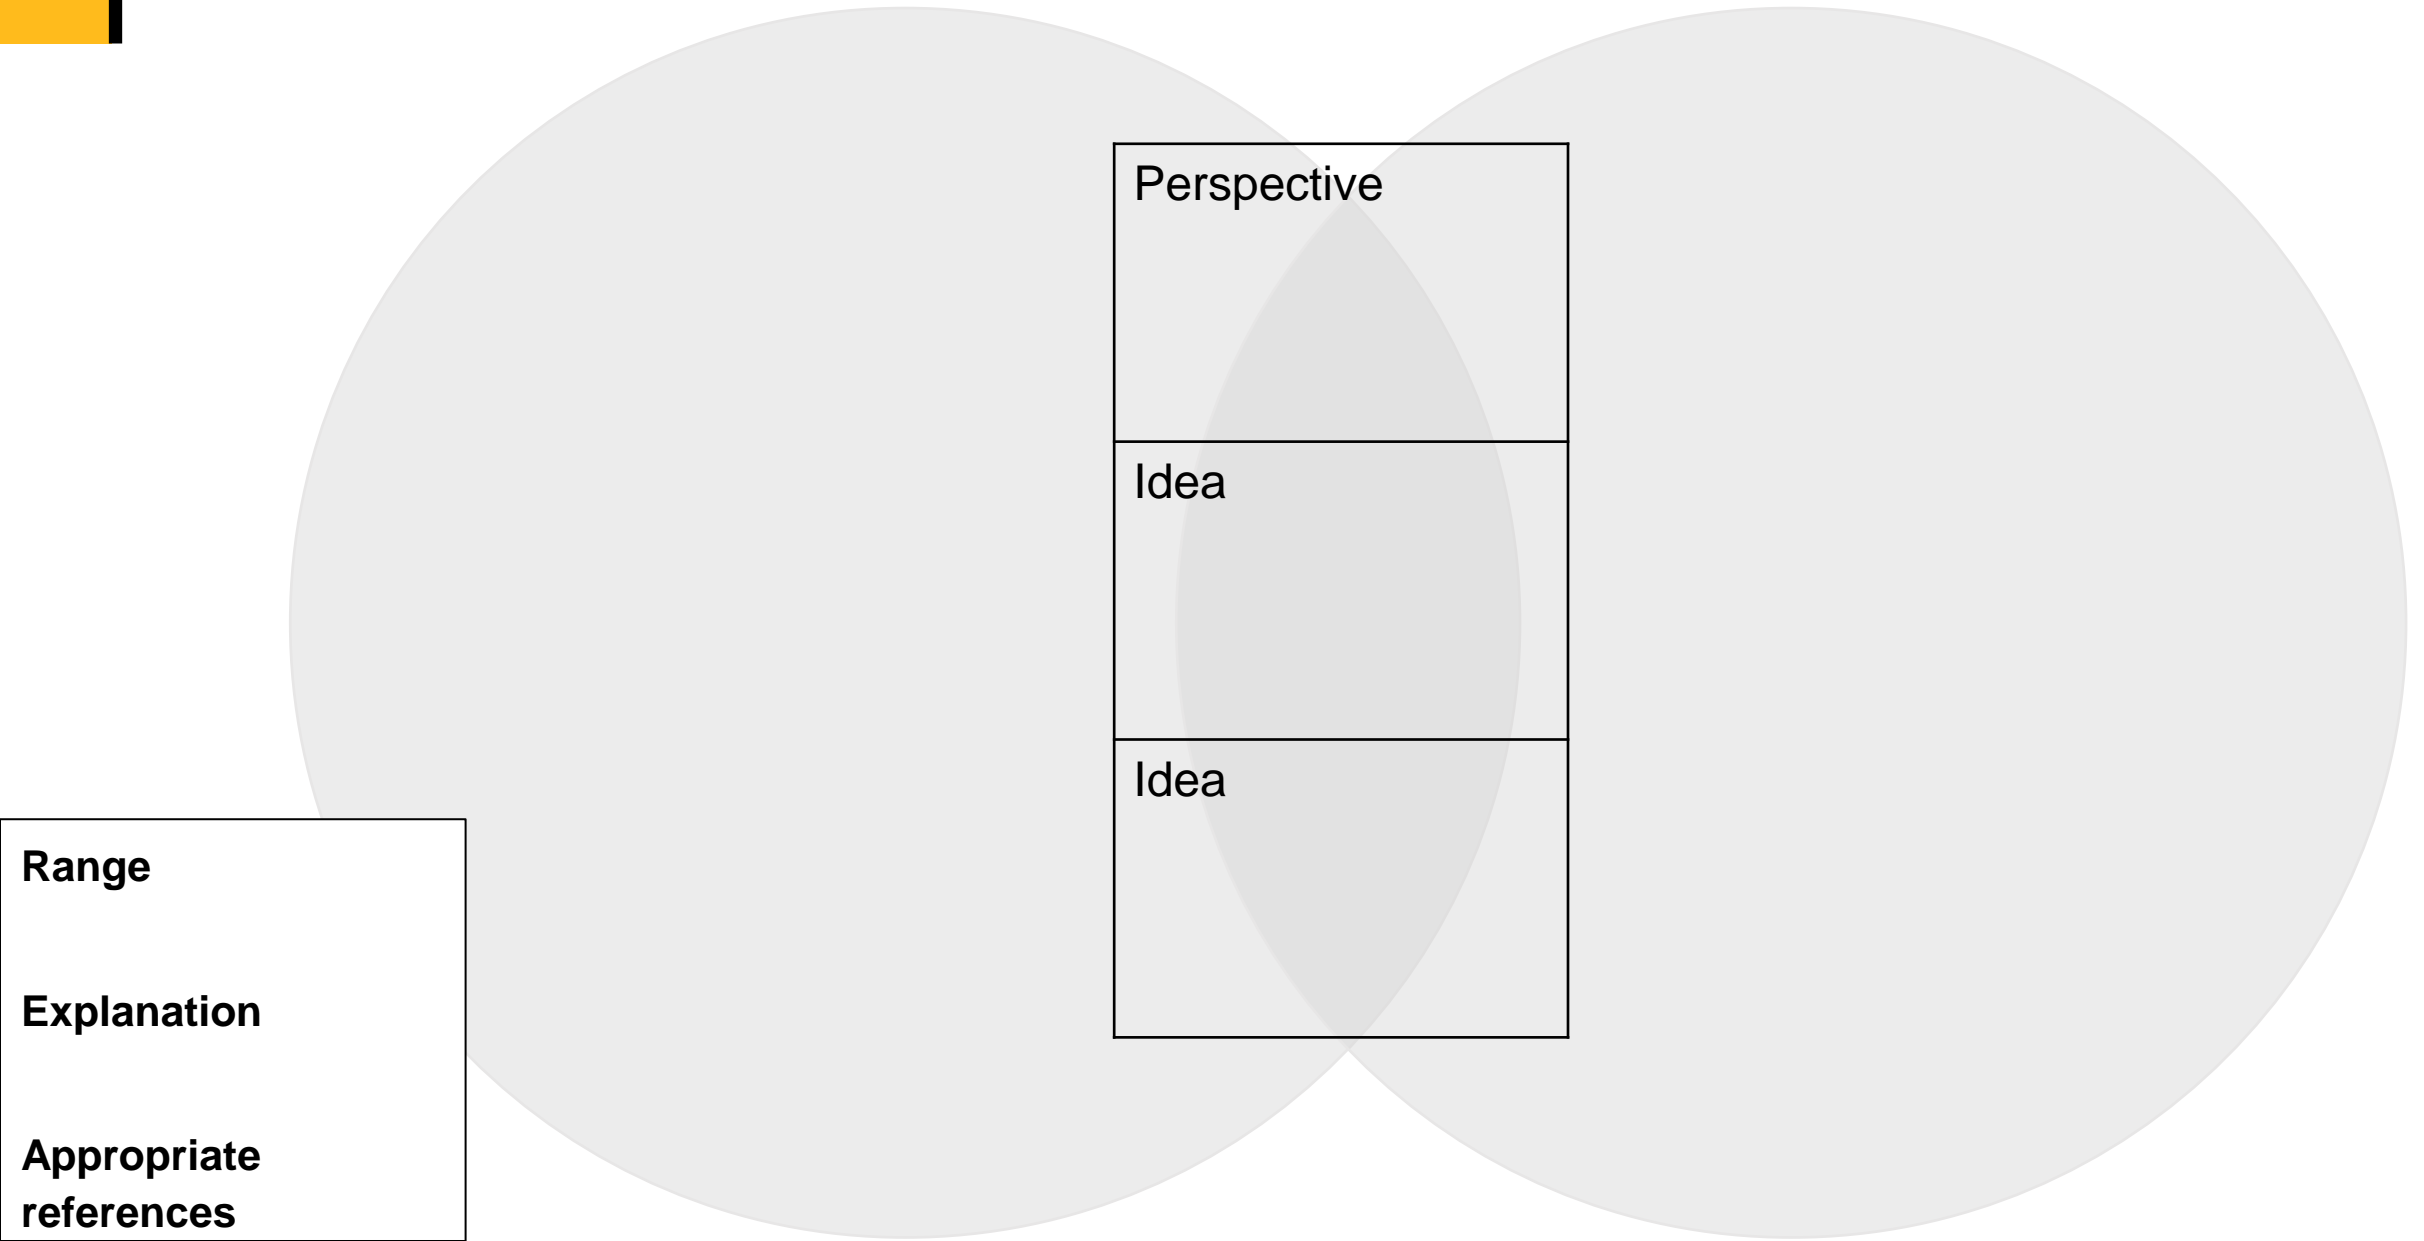 Perspective
Idea
Idea
Range
Explanation
Appropriate
references